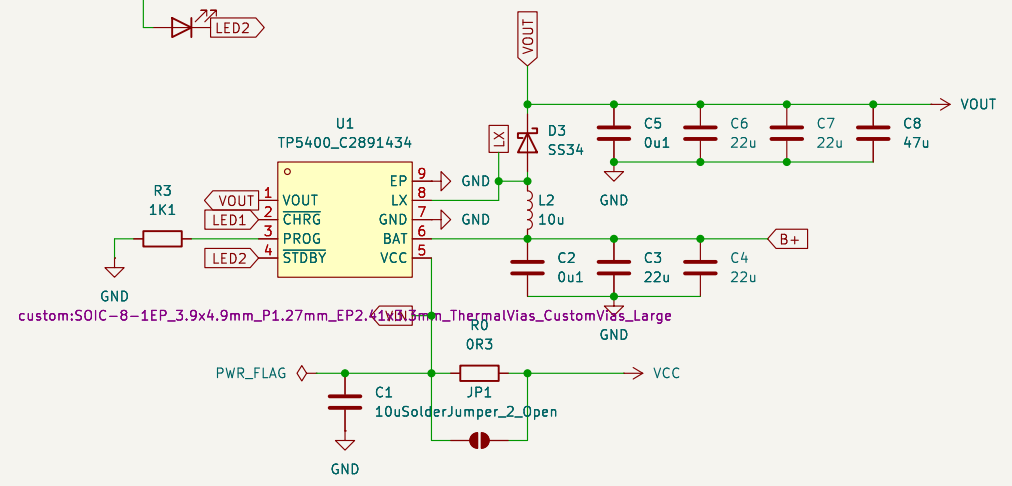 LED2
VOUT
VOUT
LX
D3
SS34
C5
0u1
C6
22u
C7
22u
C8
47u
GND
U1
TP5400_C2891434
R3
1K1
VOUT
LED1
LED2
GND
1
2
3
4
VOUT
CHRG
PROG
STDBY
EP
LX
GND
BAT
VCC
9
8
7
6
5
GND
GND
L2
10u
B+
C2
0u1
C3
22u
C4
22u
GND
custom:SOIC-8-1EP_3.9x4.9mm_P1.27mm_EP2.41x3.3mm_ThermalVias_CustomVias_Large
R0
0R3
PWR_FLAG
VCC
C1
10u
JP1
SolderJumper_2_Open
GND